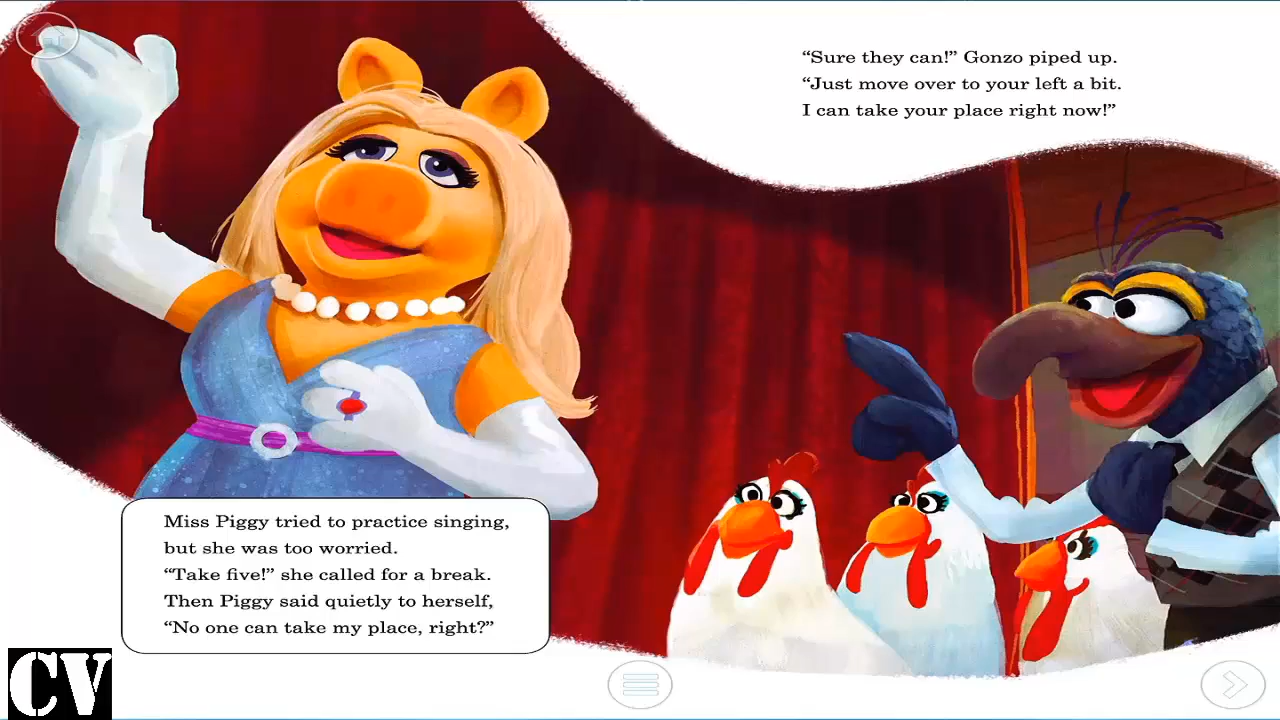 Miss Piggy tried to practice singing,
but she was too worried.
“Take five!” she called for a break.
Then Piggy said quietly to herself,
“No one can take my place, right?”
“Sure they can!” Gonzo piped up.
“Just move over to your left a bit.
I can take your place right now!”
CV